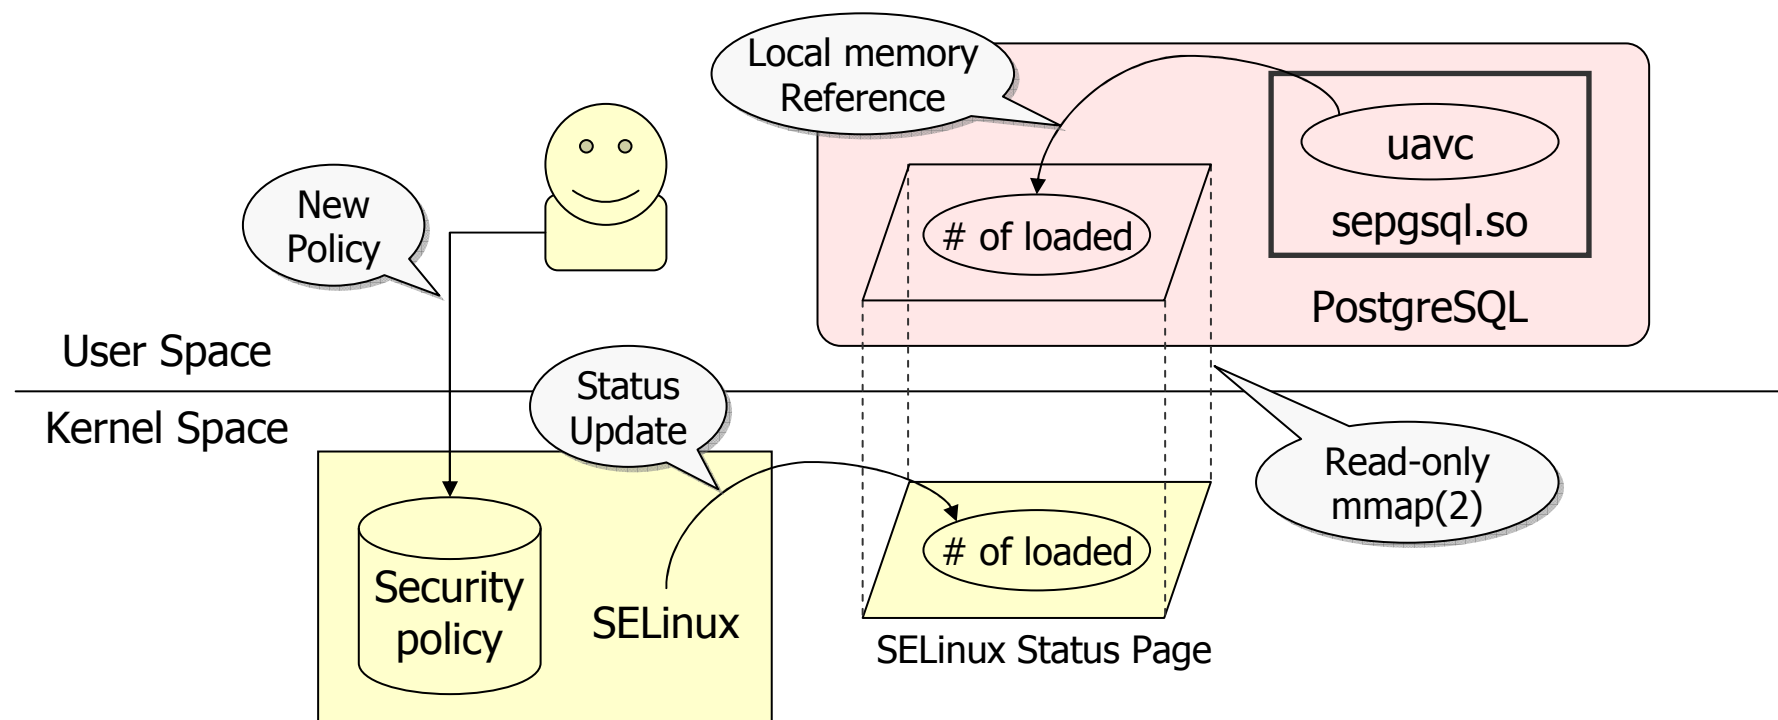 Local memory
Reference
uavc
New
Policy
# of loaded
sepgsql.so
PostgreSQL
User Space
Status
Update
Kernel Space
Read-only
mmap(2)
# of loaded
Security
policy
SELinux
SELinux Status Page